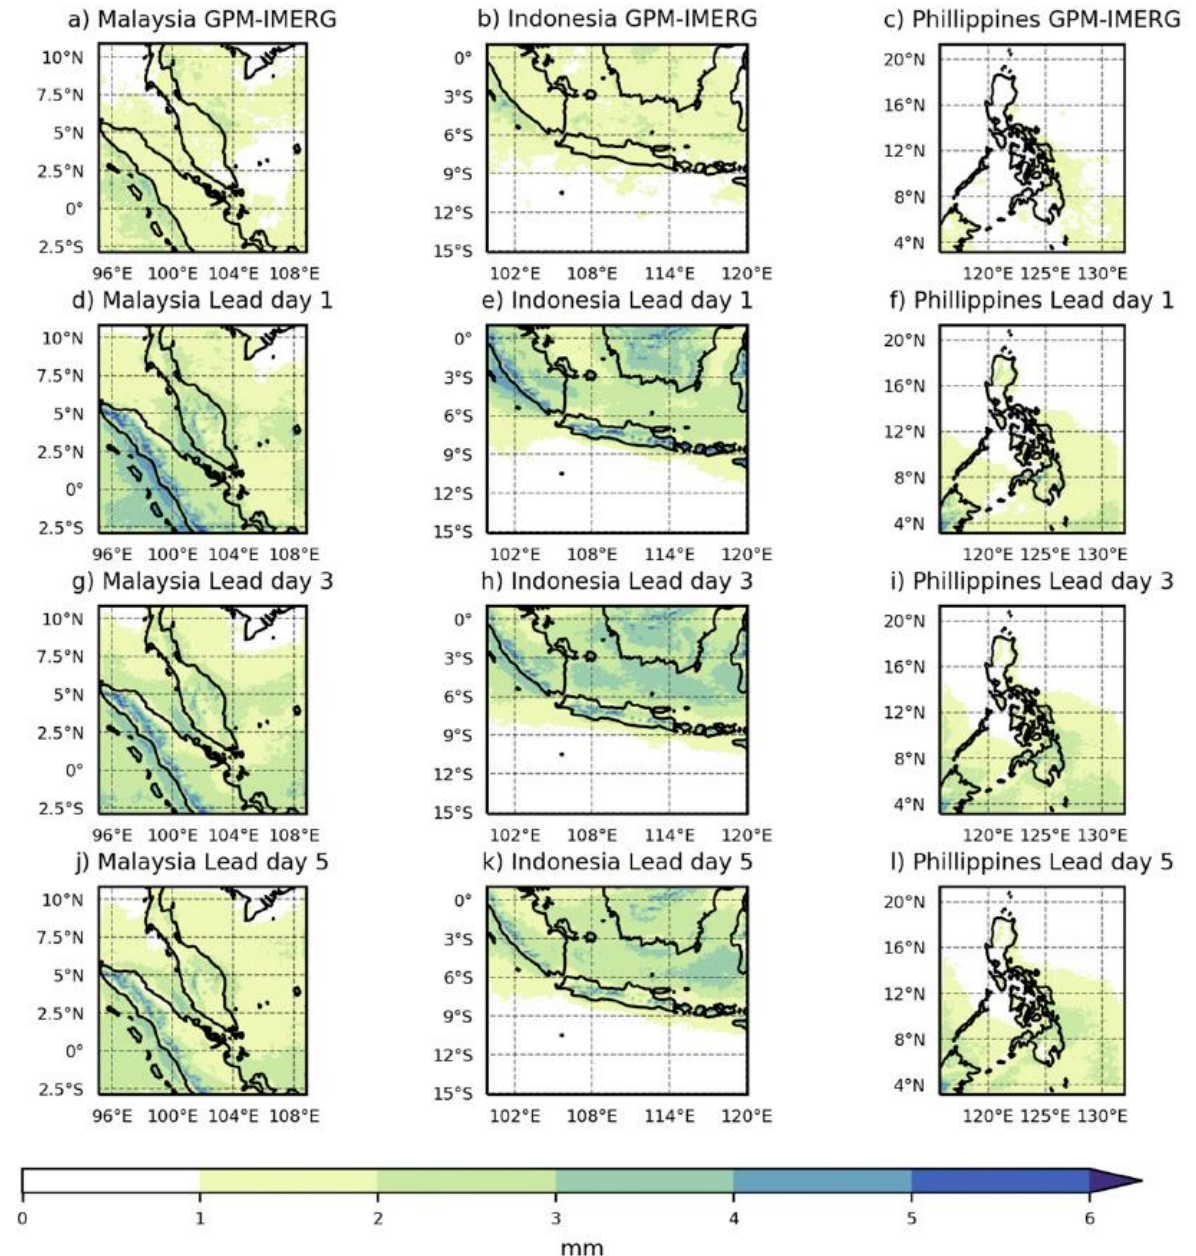 a) Malaysia GPM-IMERG
b) Indonesia GPM-IMERG
c) Phillippines GPM-IMERG
10°N
7.5°N
5°N
2.5°N
0°
2.5°S
96°E 100°E 104°E 108°E
0°
3°S
6°S
9°S
12°S
15°S
102°E 108°E 114°E 120°E
20°N
16°N
12°N
8°N
4°N
120°E 125°E 130°E
d) Malaysia Lead day 1
e) Indonesia Lead day 1
f) Phillippines Lead day 1
10°N
7.5°N
5°N
2.5°N
0°
2.5°S
96°E 100°E 104°E 108°E
0°
3°S
6°S
9°S
12°S
15°S
102°E 108°E 114°E 120°E
20°N
16°N
12°N
8°N
4°N
120°E 125°E 130°E
g) Malaysia Lead day 3
h) Indonesia Lead day 3
i) Phillippines Lead day 3
10°N
7.5°N
5°N
2.5°N
0°
2.5°S
96°E 100°E 104°E 108°E
0°
3°S
6°S
9°S
12°S
15°S
102°E 108°E 114°E 120°E
20°N
16°N
12°N
8°N
4°N
120°E 125°E 130°E
j) Malaysia Lead day 5
k) Indonesia Lead day 5
l) Phillippines Lead day 5
10°N
7.5°N
5°N
2.5°N
0°
2.5°S
96°E 100°E 104°E 108°E
0°
3°S
6°S
9°S
12°S
15°S
102°E 108°E 114°E 120°E
20°N
16°N
12°N
8°N
4°N
120°E 125°E 130°E
0 1 2 3 4 5 6
mm